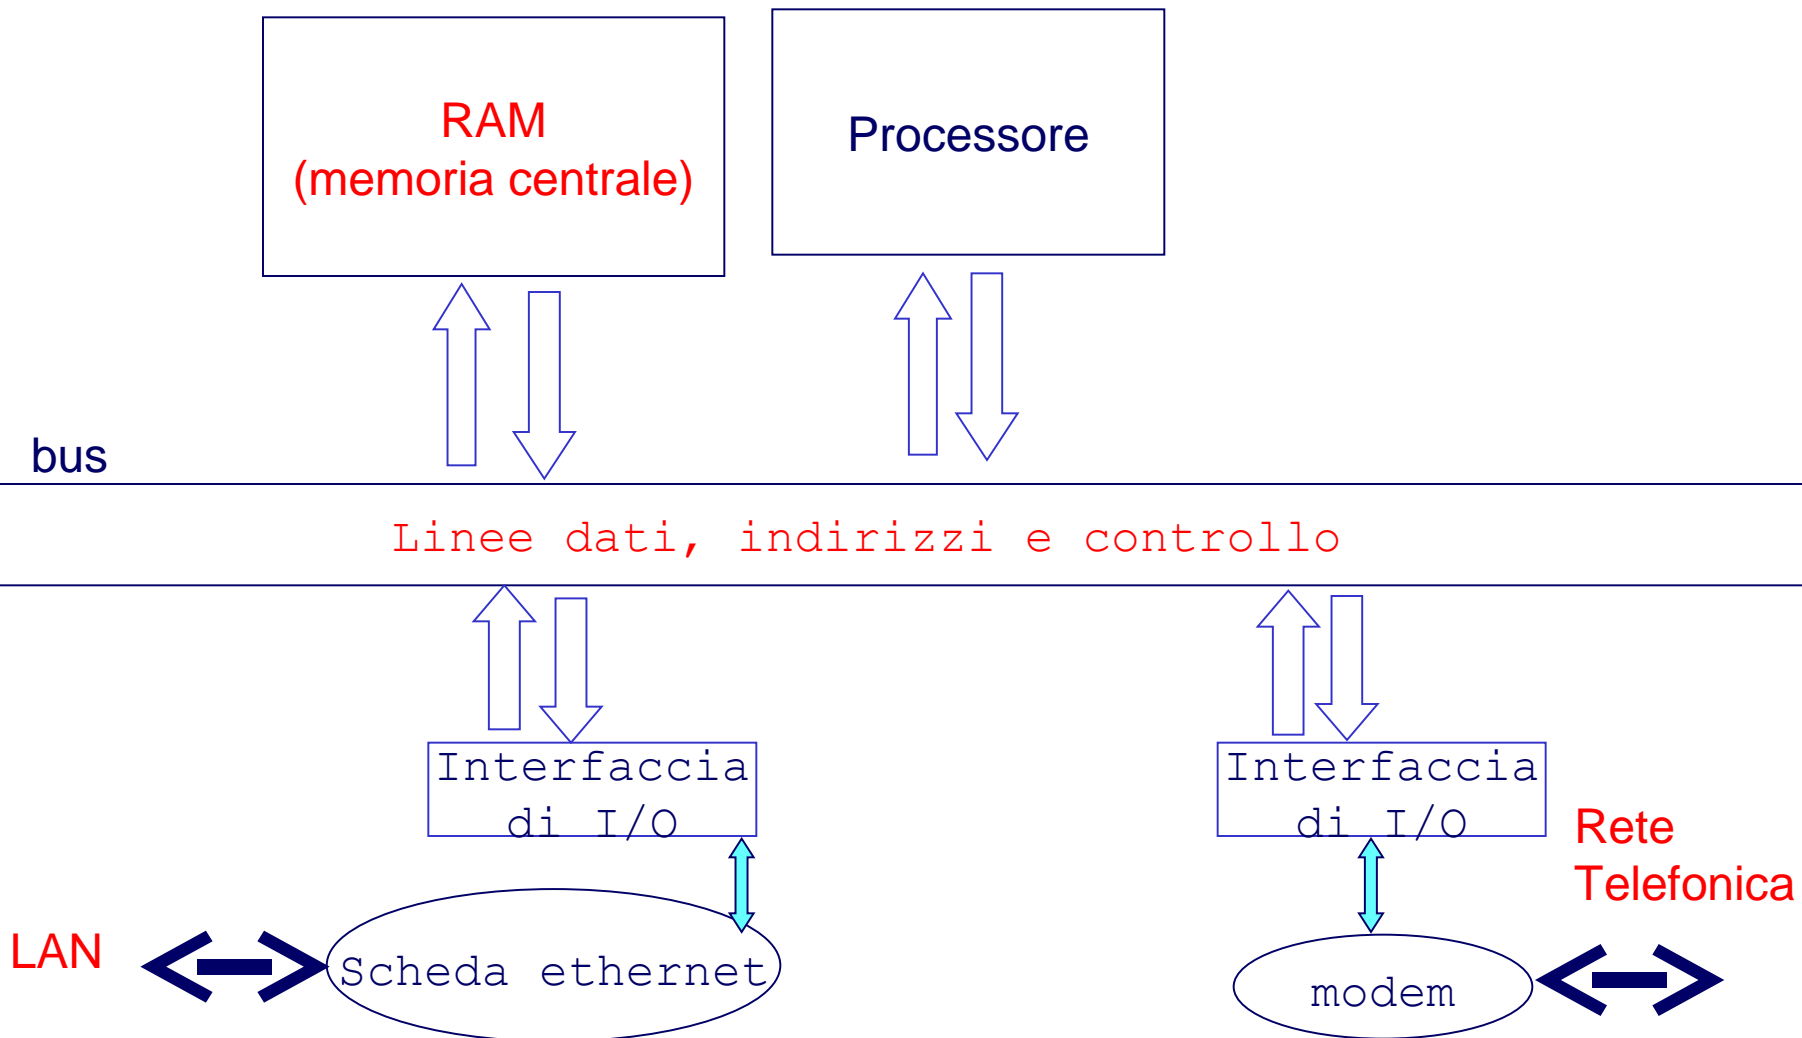 RAM
(memoria centrale)
Processore
bus
Linee dati, indirizzi e controllo
Interfaccia
di I/O
Interfaccia
di I/O
Rete
Telefonica
LAN
Scheda ethernet
modem